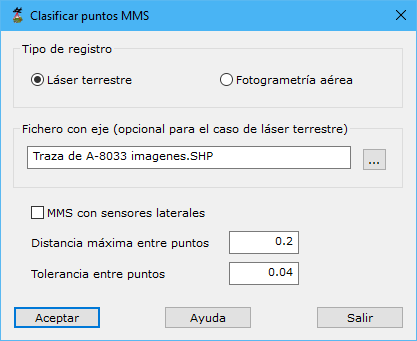 Clasificar puntos MMS
Tipo de registro
Láser terrestre
Fotogrametría aérea
Fichero con eje (opcional para el caso de láser terrestre)
Traza de A-8033 imagenes.SHP
...
MMS con sensores laterales
Distancia máxima entre puntos 0.2
Tolerancia entre puntos 0.04
Aceptar Ayuda Salir